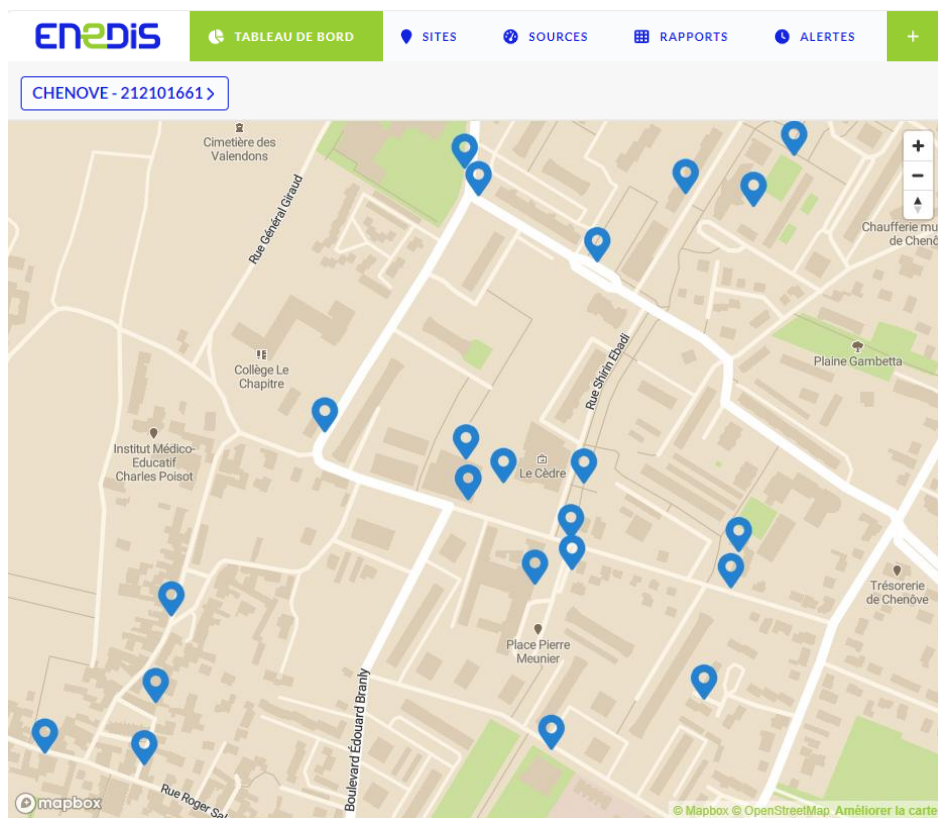 ENEDIS
TABLEAU DE BORD
SITES
SOURCES
RAPPORTS
ALERTES
+
CHENOVE - 212101661 >
Cimetière des
Valendons
Rue Général Giraud
+
−
Chaufferie mu
de Chenô
Rue Shirin Ebadi
Plaine Gambetta
Collège Le
Chapitre
Institut Médico-
Educatif
Charles Poisot
Le Cèdre
Trésorerie
de Chenôve
Place Pierre
Meunier
Boulevard Édouard Branly
Rue Roger Sal
mapbox
© Mapbox © OpenStreetMap Améliorer la carte